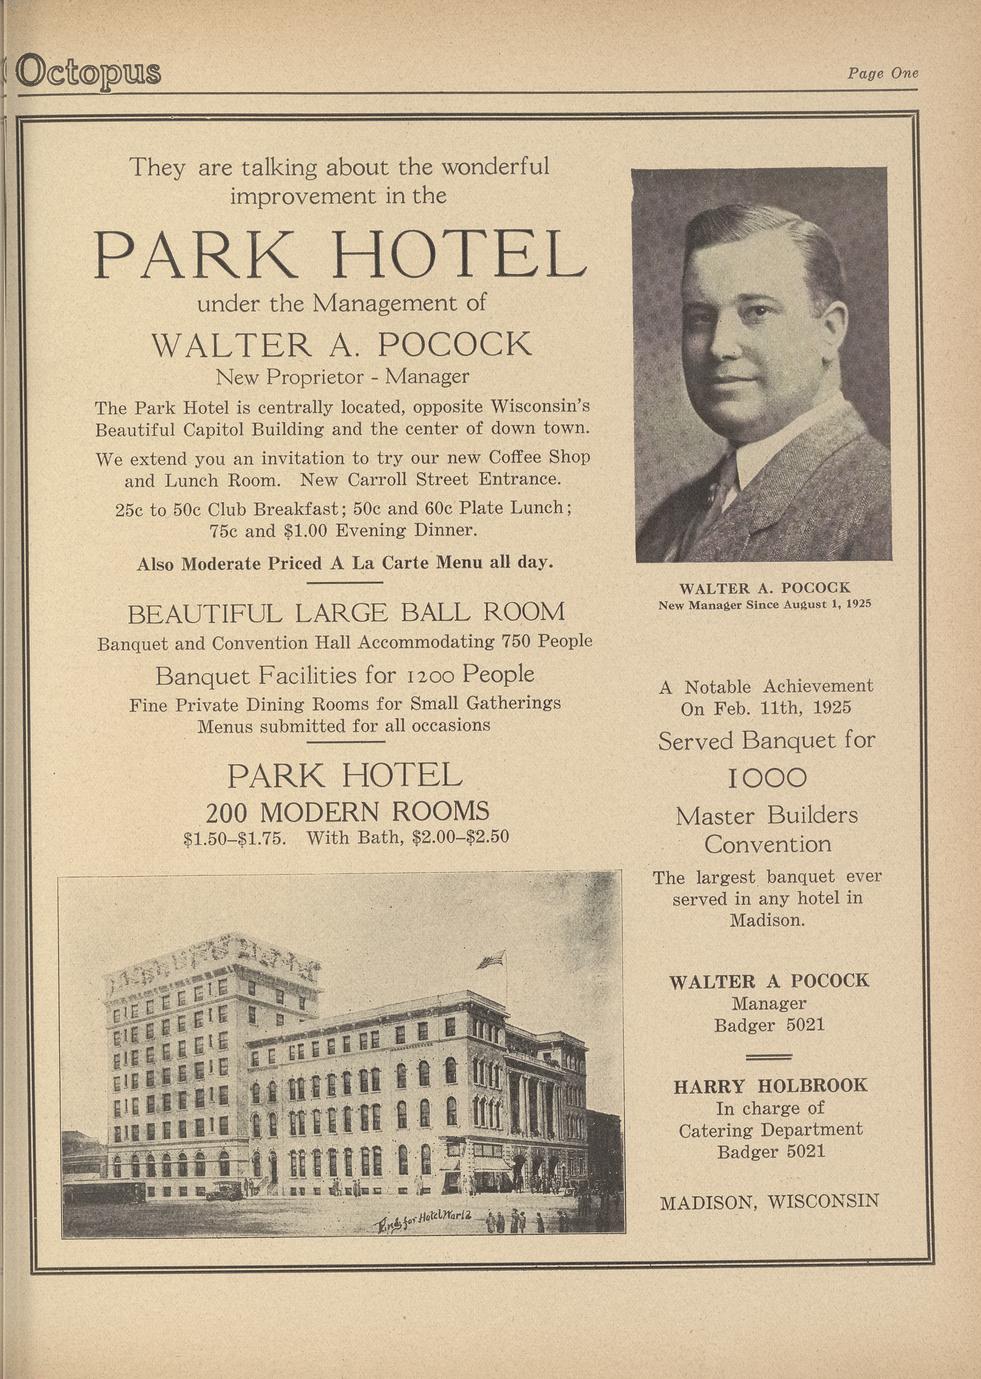 Octopus
Page One
They are talking about the wonderful
improvement in the
PARK HOTEL
under the Management of
WALTER A. POCOCK
New Proprietor - Manager
The Park Hotel is centrally located, opposite Wisconsin's
Beautiful Capitol Building and the center of down town.
We extend you an invitation to try our new Coffee Shop
and Lunch Room. New Carroll Street Entrance.
25c to 50c Club Breakfast; 50c and 60c Plate Lunch;
75c and $1.00 Evening Dinner.
Also Moderate Priced A La Carte Menu all day.
BEAUTIFUL LARGE BALL ROOM
Banquet and Convention Hall Accommodating 750 People
Banquet Facilities for 1200 People
Fine Private Dining Rooms for Small Gatherings
Menus submitted for all occasions
PARK HOTEL
200 MODERN ROOMS
$1.50–$1.75. With Bath, $2.00–$2.50
for Hotel World
WALTER A. POCOCK
New Manager Since August 1, 1925
A Notable Achievement
On Feb. 11th, 1925
Served Banquet for
1000
Master Builders
Convention
The largest banquet ever
served in any hotel in
Madison.
WALTER A POCOCK
Manager
Badger 5021
HARRY HOLBROOK
In charge of
Catering Department
Badger 5021
MADISON, WISCONSIN